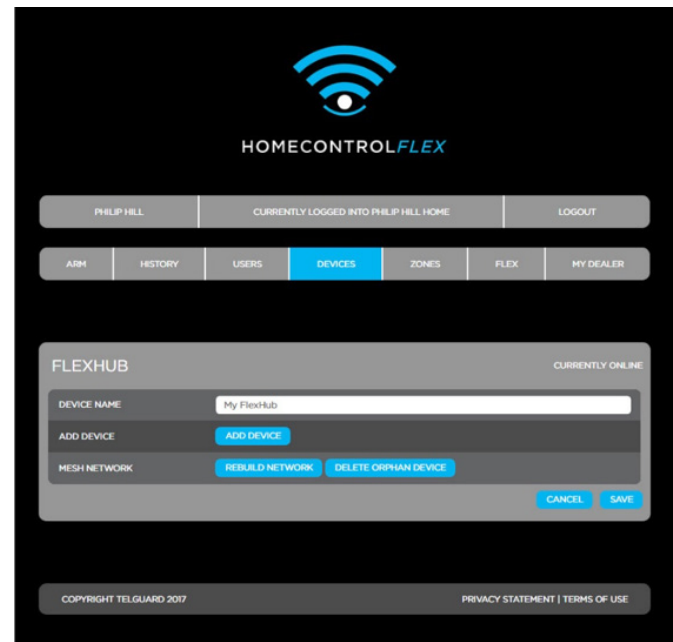 HOMECONTROLFLEX
PHILIP HILL CURRENTLY LOGGED INTO PHILIP HILL HOME LOGOUT
ARM HISTORY USERS DEVICES ZONES FLEX MY DEALER
FLEXHUB CURRENTLY ONLINE
DEVICE NAME My FlexHub
ADD DEVICE ADD DEVICE
MESH NETWORK REBUILD NETWORK DELETE ORPHAN DEVICE
CANCEL SAVE
COPYRIGHT TELGUARD 2017 PRIVACY STATEMENT | TERMS OF USE